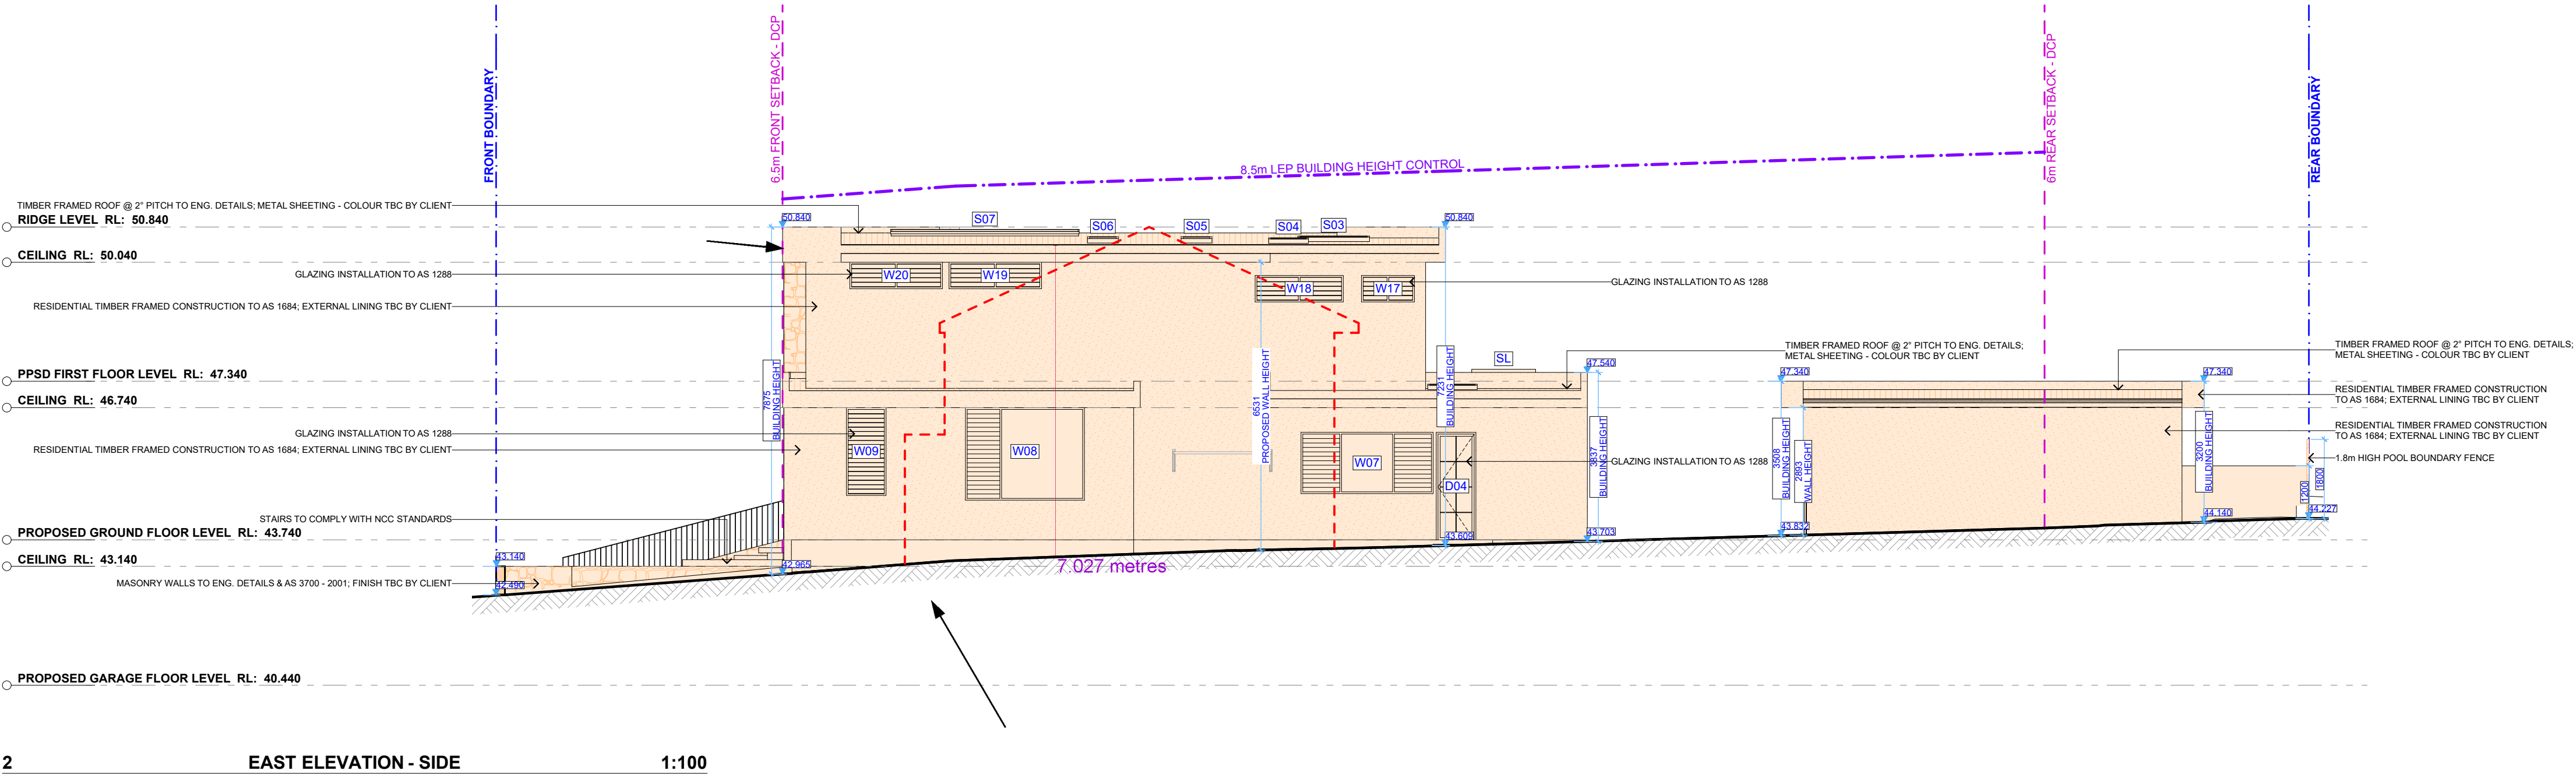 FRONT BOUNDARY
6.5m FRONT SETBACK - DCP
8.5m LEP BUILDING HEIGHT CONTROL
6m REAR SETBACK - DCP
REAR BOUNDARY
TIMBER FRAMED ROOF @ 2° PITCH TO ENG. DETAILS; METAL SHEETING - COLOUR TBC BY CLIENT
RIDGE LEVEL RL: 50.840
50.840
S07
S06
S05
S04
S03
50.840
CEILING RL: 50.040
GLAZING INSTALLATION TO AS 1288
W20
W19
W18
W17
GLAZING INSTALLATION TO AS 1288
RESIDENTIAL TIMBER FRAMED CONSTRUCTION TO AS 1684; EXTERNAL LINING TBC BY CLIENT
TIMBER FRAMED ROOF @ 2° PITCH TO ENG. DETAILS;
METAL SHEETING - COLOUR TBC BY CLIENT
TIMBER FRAMED ROOF @ 2° PITCH TO ENG. DETAILS;
METAL SHEETING - COLOUR TBC BY CLIENT
SL
47.540
47.340
47.340
PPSD FIRST FLOOR LEVEL RL: 47.340
7875
BUILDING HEIGHT
6531
PROPOSED WALL HEIGHT
7231
BUILDING HEIGHT
RESIDENTIAL TIMBER FRAMED CONSTRUCTION
TO AS 1684; EXTERNAL LINING TBC BY CLIENT
CEILING RL: 46.740
GLAZING INSTALLATION TO AS 1288
RESIDENTIAL TIMBER FRAMED CONSTRUCTION
TO AS 1684; EXTERNAL LINING TBC BY CLIENT
RESIDENTIAL TIMBER FRAMED CONSTRUCTION TO AS 1684; EXTERNAL LINING TBC BY CLIENT
W09
W08
W07
D04
GLAZING INSTALLATION TO AS 1288
3837
BUILDING HEIGHT
3508
BUILDING HEIGHT
2893
WALL HEIGHT
3200
BUILDING HEIGHT
1.8m HIGH POOL BOUNDARY FENCE
1200
1800
44.227
44.140
STAIRS TO COMPLY WITH NCC STANDARDS
43.832
43.703
43.609
PROPOSED GROUND FLOOR LEVEL RL: 43.740
CEILING RL: 43.140
43.140
42.965
7.027 metres
MASONRY WALLS TO ENG. DETAILS & AS 3700 - 2001; FINISH TBC BY CLIENT
42.490
PROPOSED GARAGE FLOOR LEVEL RL: 40.440
2 EAST ELEVATION - SIDE 1:100